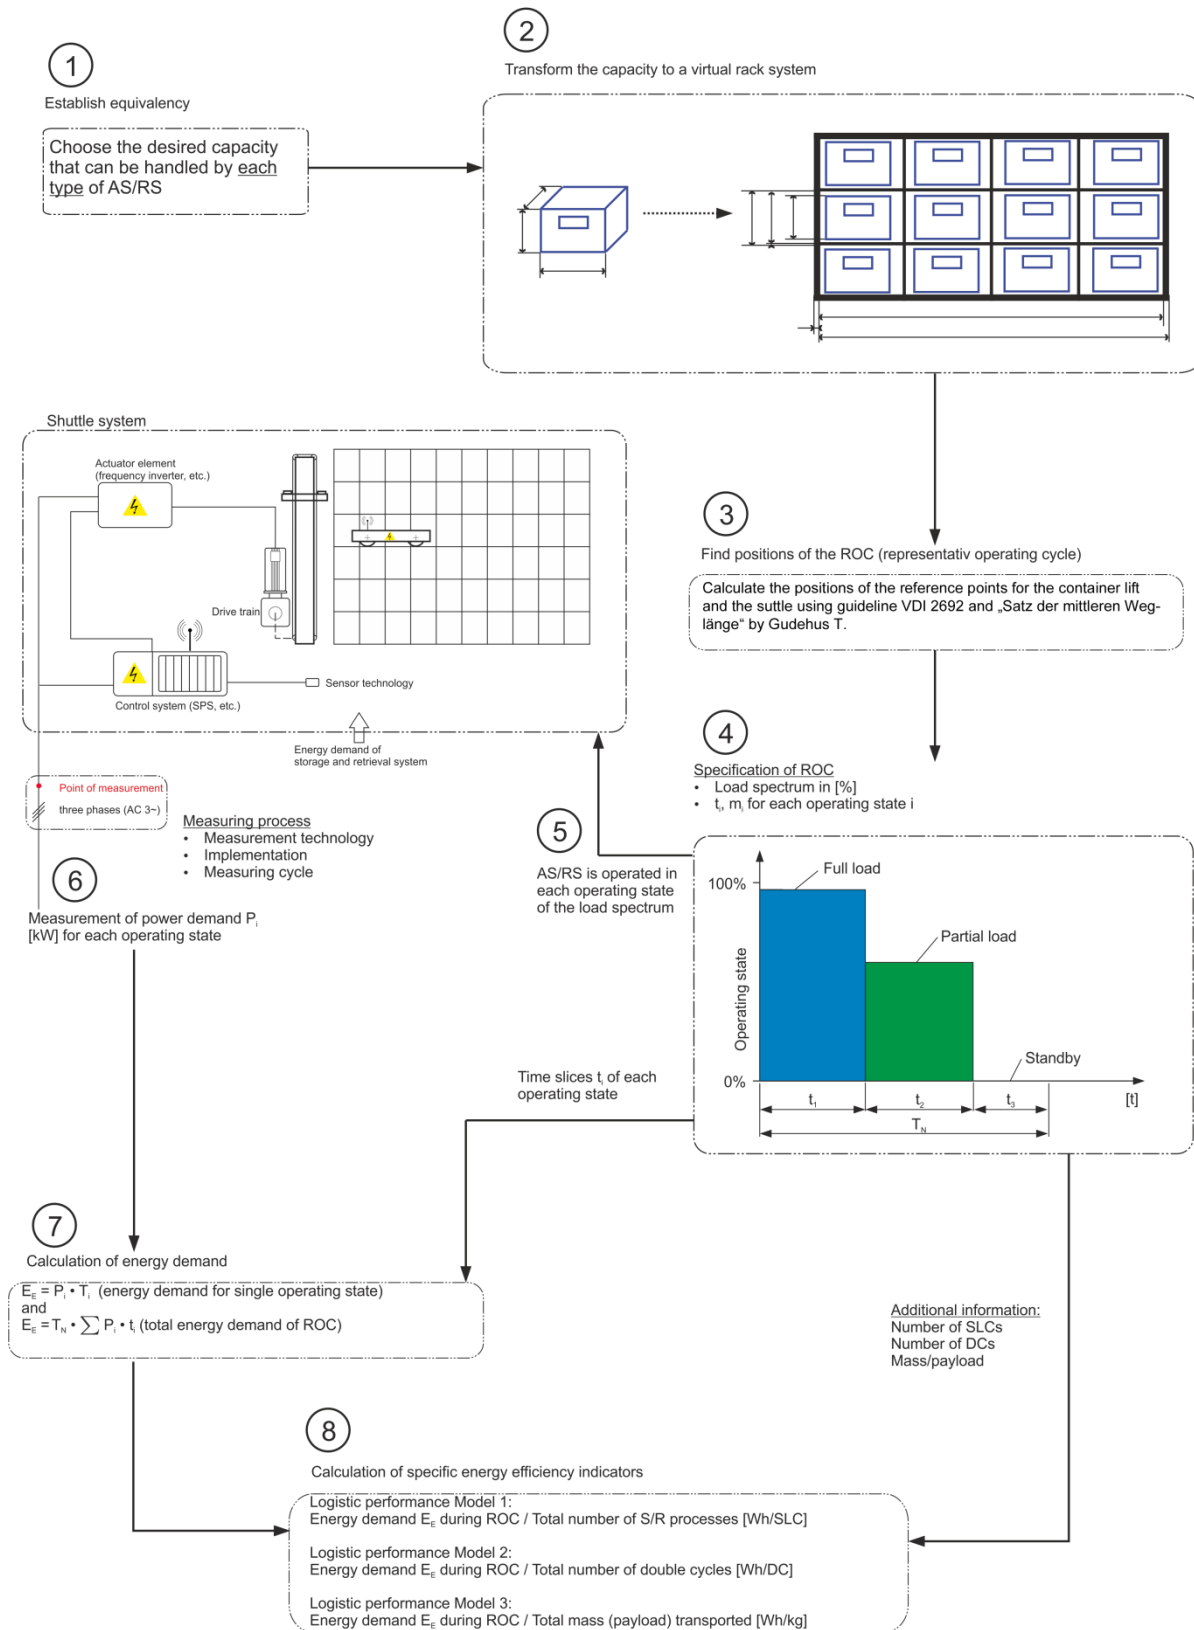 1
Establish equivalency
Choose the desired capacity
that can be handled by each
type of AS/RS
2
Transform the capacity to a virtual rack system
Shuttle system
Actuator element
(frequency inverter, etc.)
Drive train
Sensor technology
Control system (SPS, etc.)
Energy demand of
storage and retrieval system
3
Find positions of the ROC (representativ operating cycle)
Calculate the positions of the reference points for the container lift
and the suttle using guideline VDI 2692 and „Satz der mittleren Weg-
länge“ by Gudehus T.
4
Specification of ROC
• Load spectrum in [%]
• tᵢ, mᵢ for each operating state i
100%
Full load
Partial load
Operating state
Standby
0%
t₁
t₂
t₃
[t]
T_N
5
AS/RS is operated in
each operating state
of the load spectrum
Point of measurement
three phases (AC 3~)
Measuring process
• Measurement technology
• Implementation
• Measuring cycle
6
Measurement of power demand Pᵢ
[kW] for each operating state
Time slices tᵢ of each
operating state
7
Calculation of energy demand
E_E = Pᵢ • Tᵢ (energy demand for single operating state)
and
E_E = T_N • ∑ Pᵢ • tᵢ (total energy demand of ROC)
Additional information:
Number of SLCs
Number of DCs
Mass/payload
8
Calculation of specific energy efficiency indicators
Logistic performance Model 1:
Energy demand E_E during ROC / Total number of S/R processes [Wh/SLC]
Logistic performance Model 2:
Energy demand E_E during ROC / Total number of double cycles [Wh/DC]
Logistic performance Model 3:
Energy demand E_E during ROC / Total mass (payload) transported [Wh/kg]